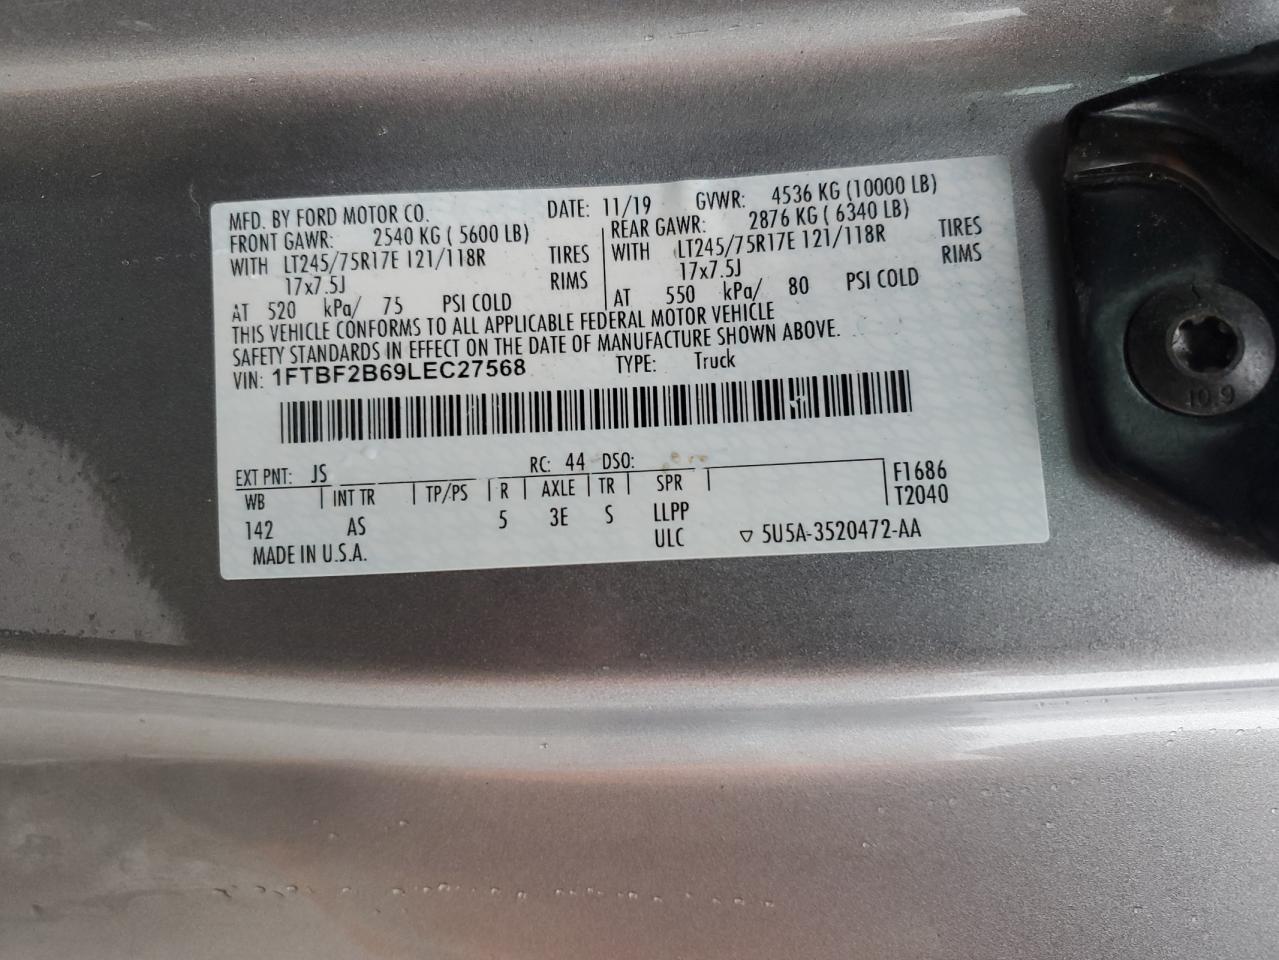 MFD. BY FORD MOTOR CO. DATE: 11/19 GVWR: 4536 KG (10000 LB)
FRONT GAWR: 2540 KG ( 5600 LB) REAR GAWR: 2876 KG ( 6340 LB)
WITH LT245/75R17E 121/118R TIRES WITH LT245/75R17E 121/118R TIRES
17x7.5J RIMS 17x7.5J RIMS
AT 520 kPa/ 75 PSI COLD AT 550 kPa/ 80 PSI COLD
THIS VEHICLE CONFORMS TO ALL APPLICABLE FEDERAL MOTOR VEHICLE
SAFETY STANDARDS IN EFFECT ON THE DATE OF MANUFACTURE SHOWN ABOVE.
VIN: 1FTBF2B69LEC27568 TYPE: Truck
EXT PNT: JS RC: 44 DSO:
WB INT TR TP/PS R AXLE TR SPR F1686
142 AS 5 3E S LLPP T2040
ULC
MADE IN U.S.A. ▽ 5U5A-3520472-AA
10.9